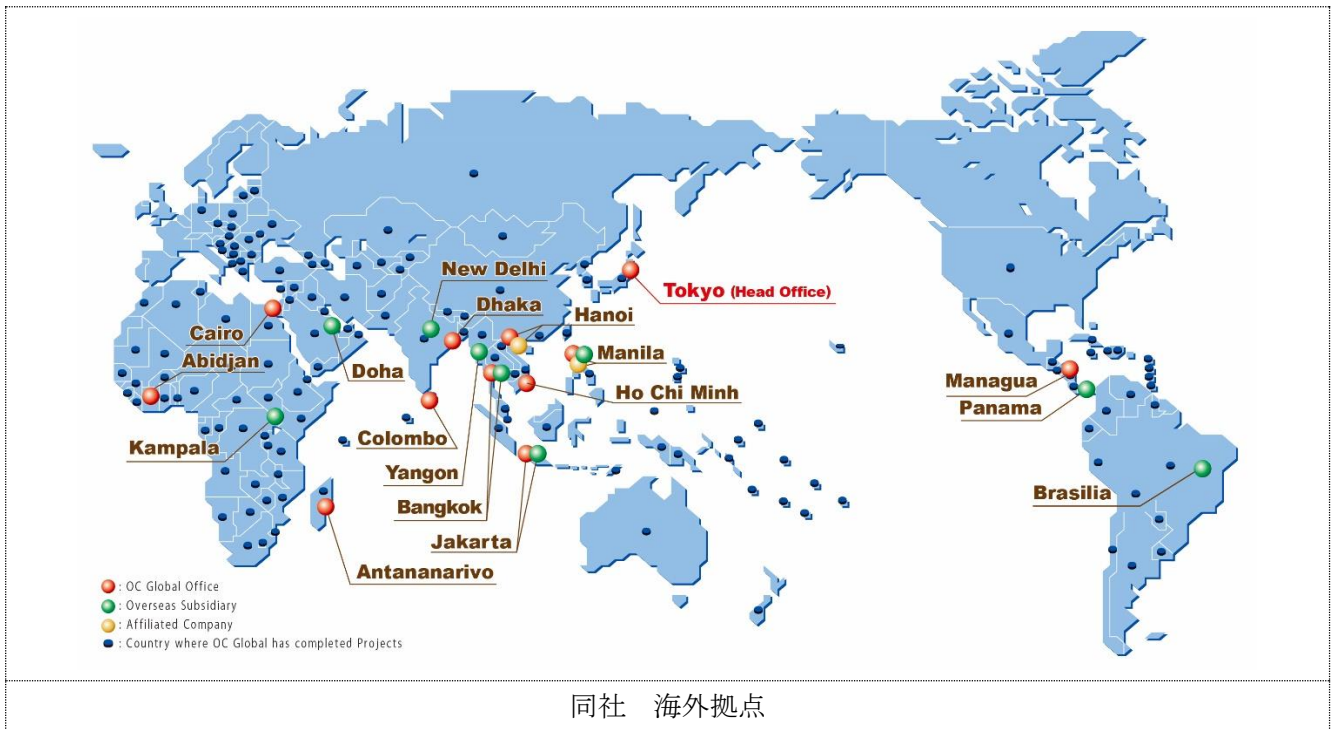 New Delhi
Dhaka
Hanoi
Tokyo (Head Office)
Cairo
Abidjan
Doha
Manila
Ho Chi Minh
Managua
Panama
Kampala
Colombo
Yangon
Bangkok
Brasilia
Jakarta
Antananarivo
: OC Global Office
: Overseas Subsidiary
: Affiliated Company
: Country where OC Global has completed Projects
同社 海外拠点